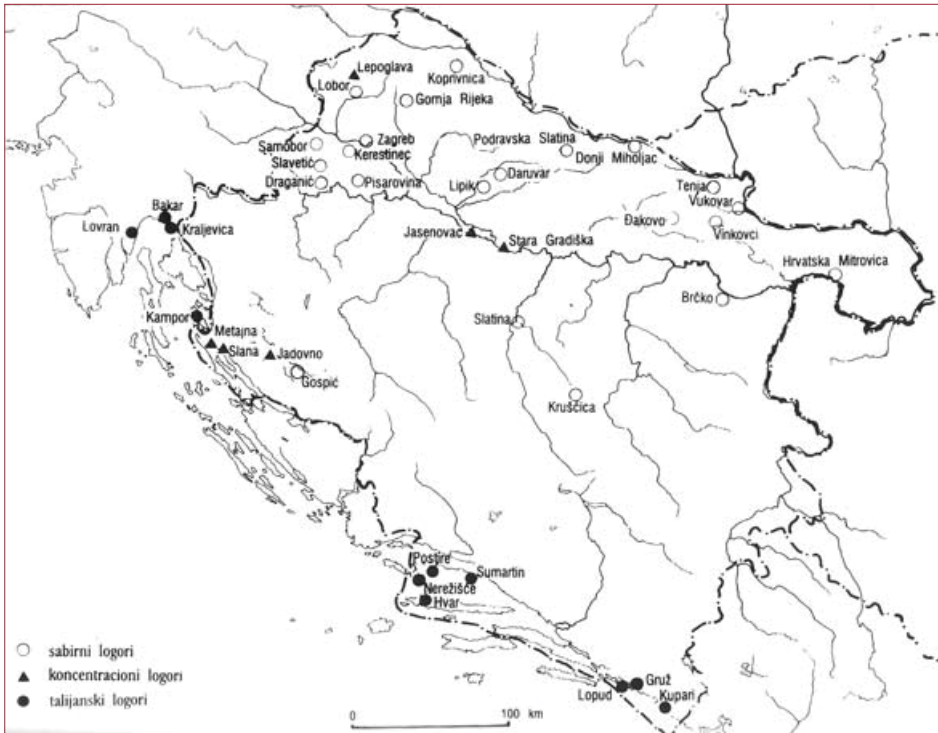 Lepoglava
Koprivnica
Lobor
Gornja Rijeka
Samobor
Zagreb
Kerestinec
Podravska Slatina
Donji Miholjac
Slavetić
Draganić
Pisarovina
Lipik
Daruvar
Tenja
Vukovar
Đakovo
Vinkovci
Bakar
Lovran
Kraljevica
Jasenovac
Stara Gradiška
Hrvatska Mitrovica
Brčko
Slatina
Kampor
Metajna
Slana
Jadovno
Gospić
Kruščica
Postire
Sumartin
Nerežišće
Hvar
Gruž
Lopud
Kupari
sabirni logori
koncentracioni logori
talijanski logori
0 100 km